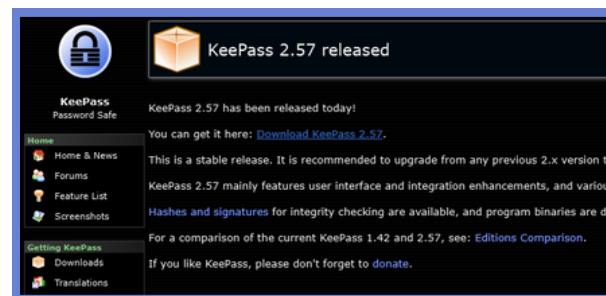 KeePass 2.57 released
KeePass
Password Safe
Home
Home & News
Forums
Feature List
Screenshots
Getting KeePass
Downloads
Translations
KeePass 2.57 has been released today!
You can get it here: Download KeePass 2.57.
This is a stable release. It is recommended to upgrade from any previous 2.x version
KeePass 2.57 mainly features user interface and integration enhancements, and
Hashes and signatures for integrity checking are available, and program binaries are
For a comparison of the current KeePass 1.42 and 2.57, see: Editions Comparison.
If you like KeePass, please don't forget to donate.